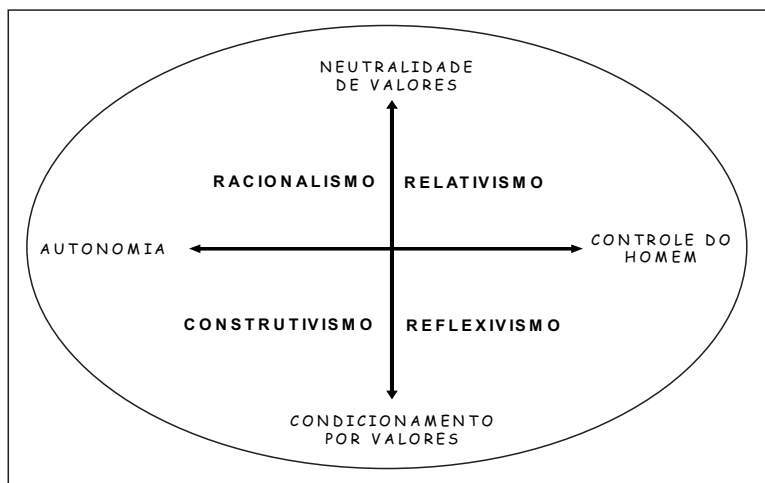 NEUTRALIDADE
DE VALORES
RACIONALISMO
RELATIVISMO
AUTONOMIA
CONTROLE DO
HOMEM
CONSTRUTIVISMO
REFLEXIVISMO
CONDICIONAMENTO
POR VALORES